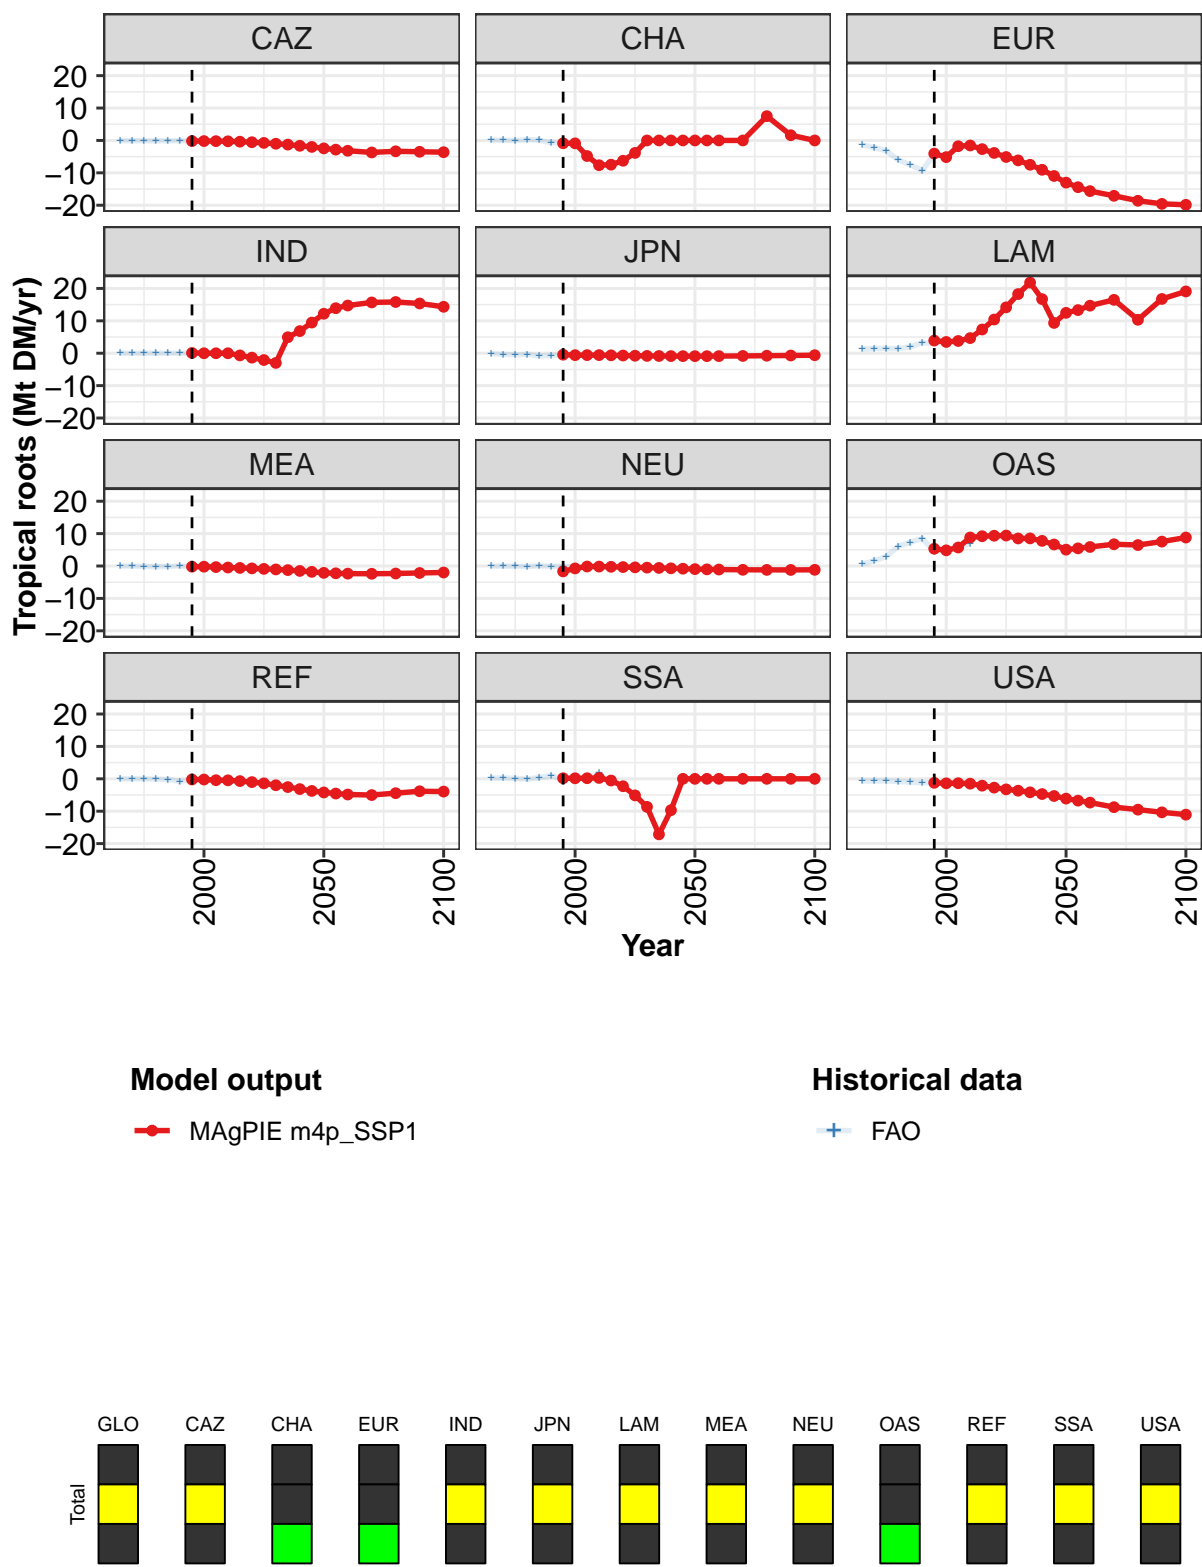 CAZ CHA EUR
20
10
0
−10
−20
IND JPN LAM
20
10
0
−10
−20
MEA NEU OAS
20
10
0
−10
−20
REF SSA USA
20
10
0
−10
−20
Tropical roots (Mt DM/yr)
2000 2050 2100 2000 2050 2100 2000 2050 2100
Year
Model output Historical data
MAgPIE m4p_SSP1 FAO
GLO CAZ CHA EUR IND JPN LAM MEA NEU OAS REF SSA USA
Total